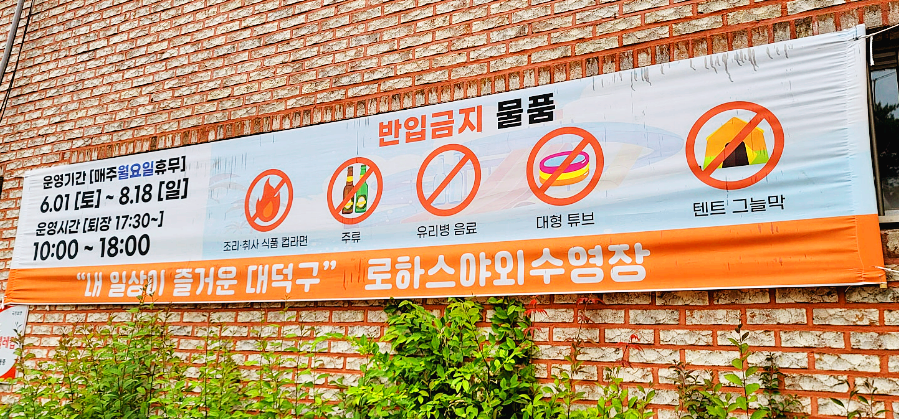 반입금지 물품
운영기간 [매주월요일휴무]
6.01 [토] ~ 8.18 [일]
운영시간 [퇴장 17:30~]
10:00 ~ 18:00
조리·취사 식품 컵라면
주류
유리병 음료
대형 튜브
텐트 그늘막
“내 일상이 즐거운 대덕구” 로하스야외수영장